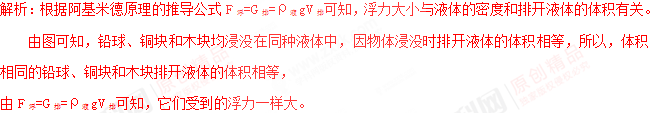 解析：根据阿基米德原理的推导公式 F浮=G排=ρ液gV排可知，浮力大小与液体的密度和排开液体的体积有关。
由图可知，铅球、铜块和木块均浸没在同种液体中，因物体浸没时排开液体的体积相等，所以，体积
相同的铅球、铜块和木块排开液体的体积相等，
由 F浮=G排=ρ液gV排可知，它们受到的浮力一样大。